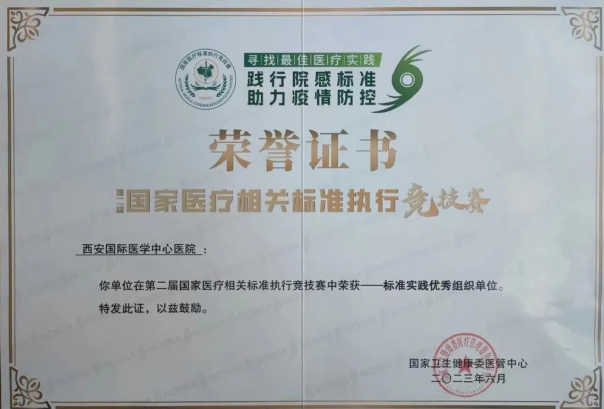 寻找最佳医疗实践
践行院感标准
助力疫情防控
荣誉证书
第二届国家医疗相关标准执行竞技赛
西安国际医学中心医院：
你单位在第二届国家医疗相关标准执行竞技赛中荣获——标准实践优秀组织单位。
特发此证，以兹鼓励。
国家卫生健康委医管中心
二〇二三年六月